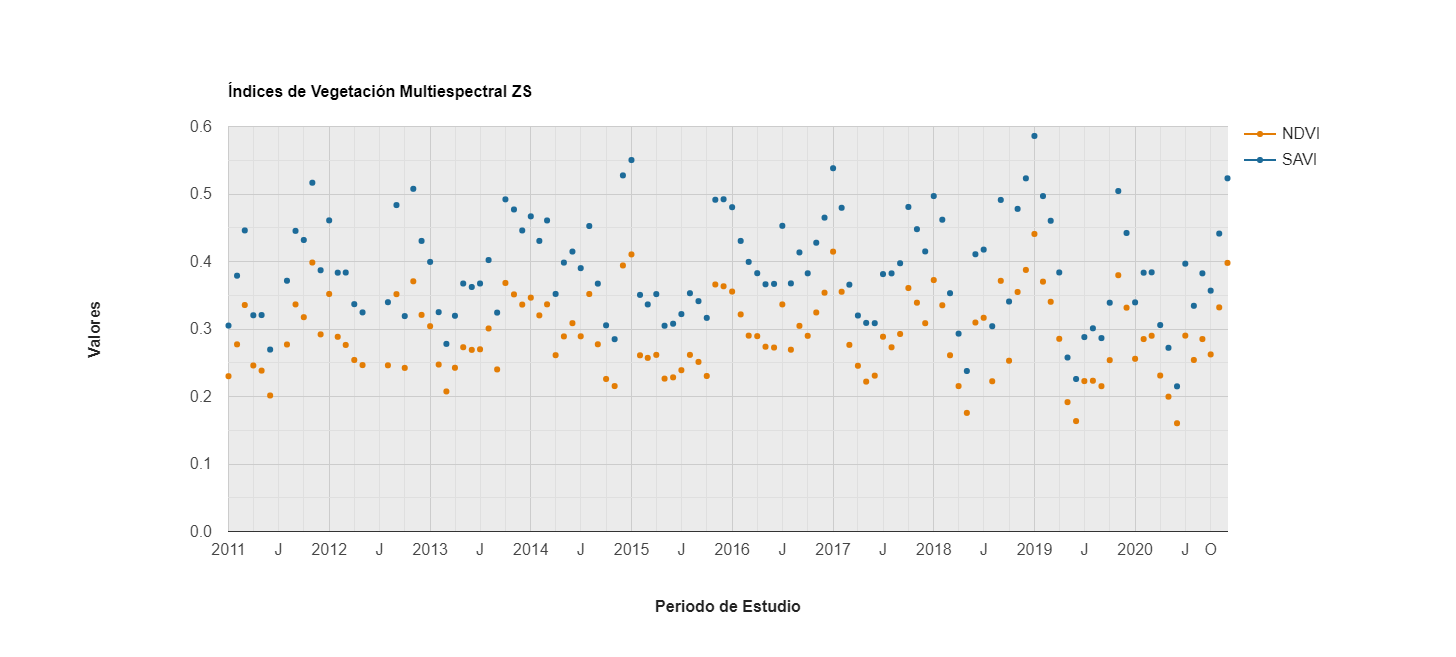 Índices de Vegetación Multiespectral ZS
NDVI
SAVI
0.6
0.5
0.4
0.3
0.2
0.1
0.0
Valores
2011 J 2012 J 2013 J 2014 J 2015 J 2016 J 2017 J 2018 J 2019 J 2020 J O
Periodo de Estudio